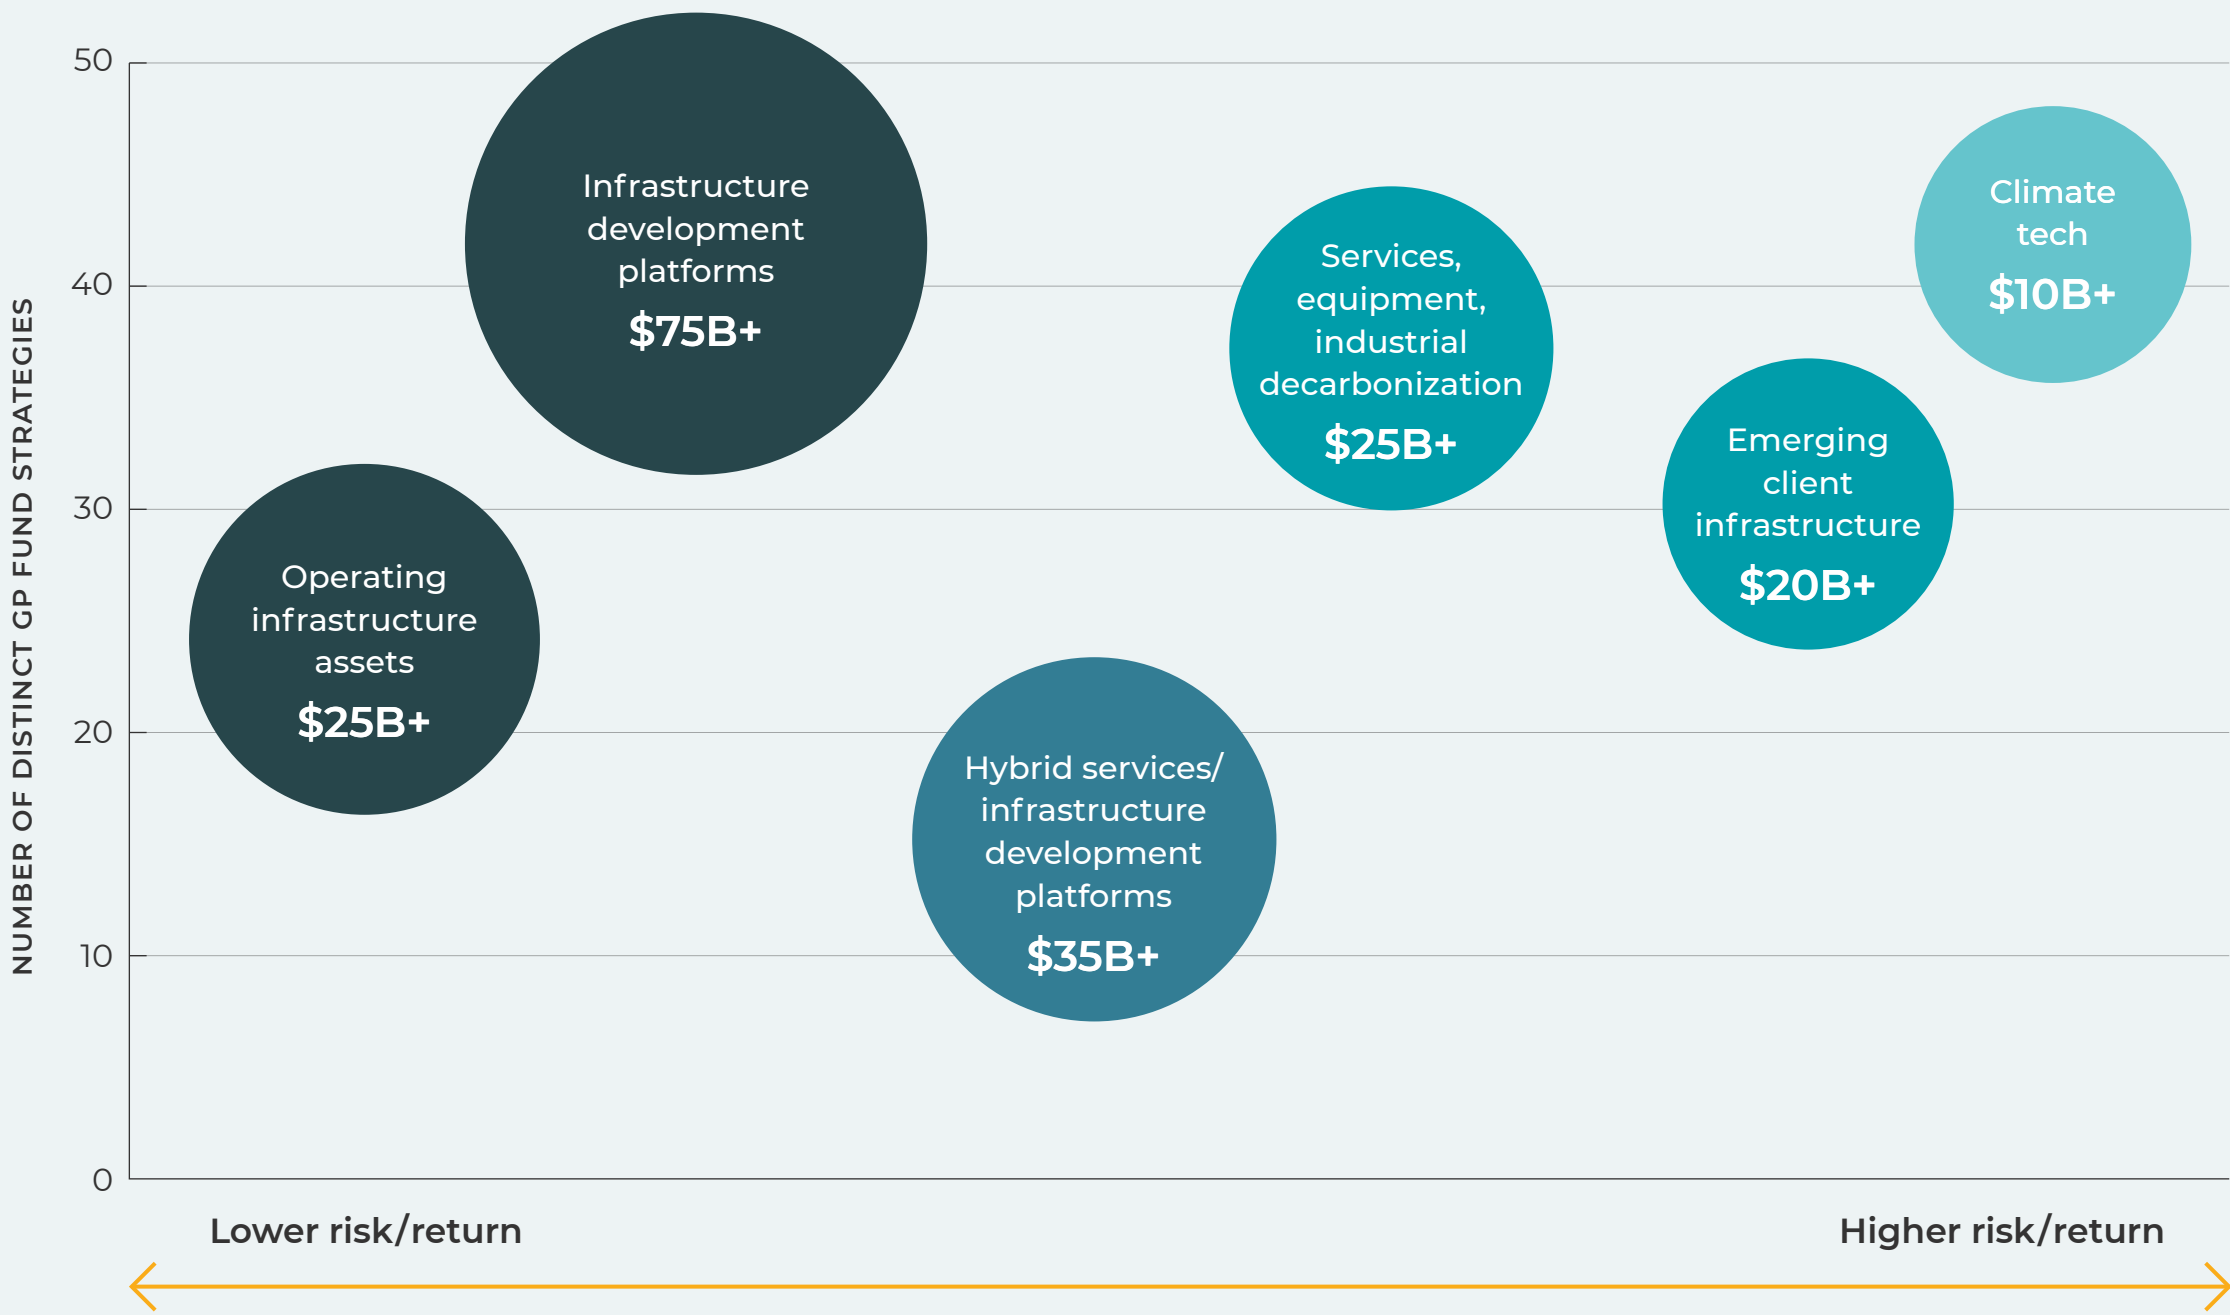 NUMBER OF DISTINCT GP FUND STRATEGIES
50
40
30
20
10
0
Infrastructure
development
platforms
$75B+
Climate
tech
$10B+
Services,
equipment,
industrial
decarbonization
$25B+
Emerging
client
infrastructure
$20B+
Operating
infrastructure
assets
$25B+
Hybrid services/
infrastructure
development
platforms
$35B+
Lower risk/return
Higher risk/return